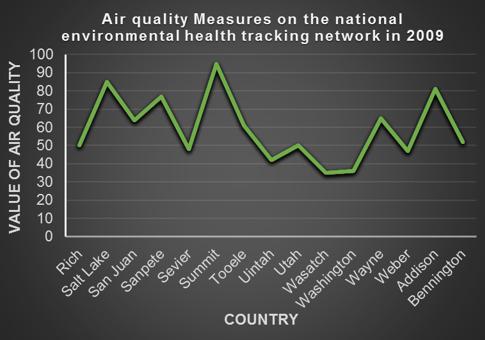 Air quality Measures on the national
environmental health tracking network in 2009
VALUE OF AIR QUALITY
100
90
80
70
60
50
40
30
20
10
0
Rich
Salt Lake
San Juan
Sanpete
Sevier
Summit
Tooele
Uintah
Utah
Wasatch
Washington
Wayne
Weber
Addison
Bennington
COUNTRY